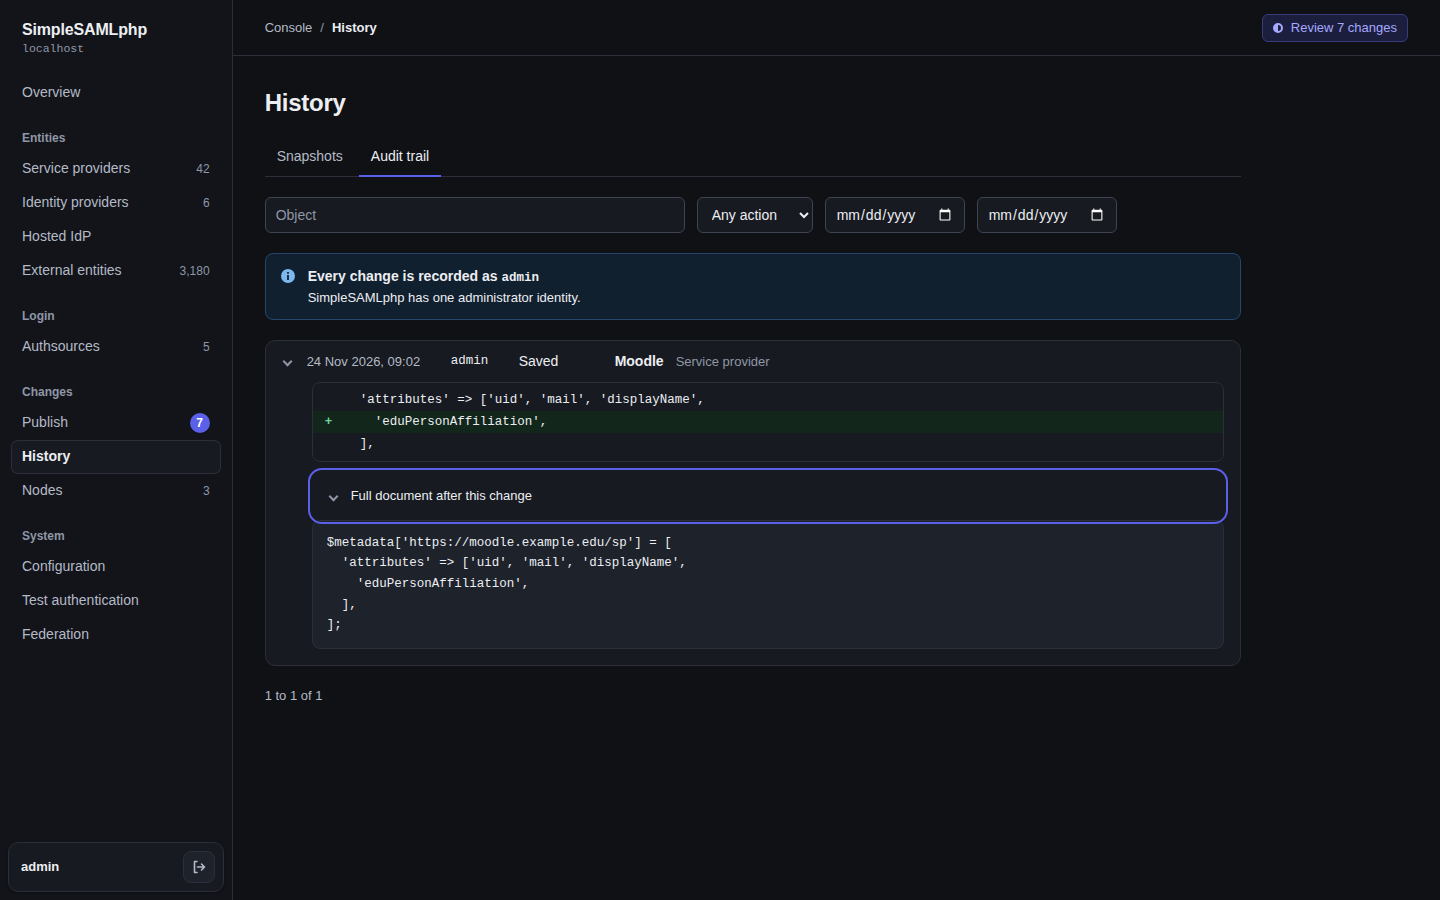 SimpleSAMLphp
localhost
Overview
Entities
Service providers 42
Identity providers 6
Hosted IdP
External entities 3,180
Login
Authsources 5
Changes
Publish 7
History
Nodes 3
System
Configuration
Test authentication
Federation
admin
Console / History
Review 7 changes
History
Snapshots Audit trail
Object Any action mm/dd/yyyy mm/dd/yyyy
Every change is recorded as admin
SimpleSAMLphp has one administrator identity.
24 Nov 2026, 09:02 admin Saved Moodle Service provider
'attributes' => ['uid', 'mail', 'displayName',
+ 'eduPersonAffiliation',
],
Full document after this change
$metadata['https://moodle.example.edu/sp'] = [
'attributes' => ['uid', 'mail', 'displayName',
'eduPersonAffiliation',
],
];
1 to 1 of 1